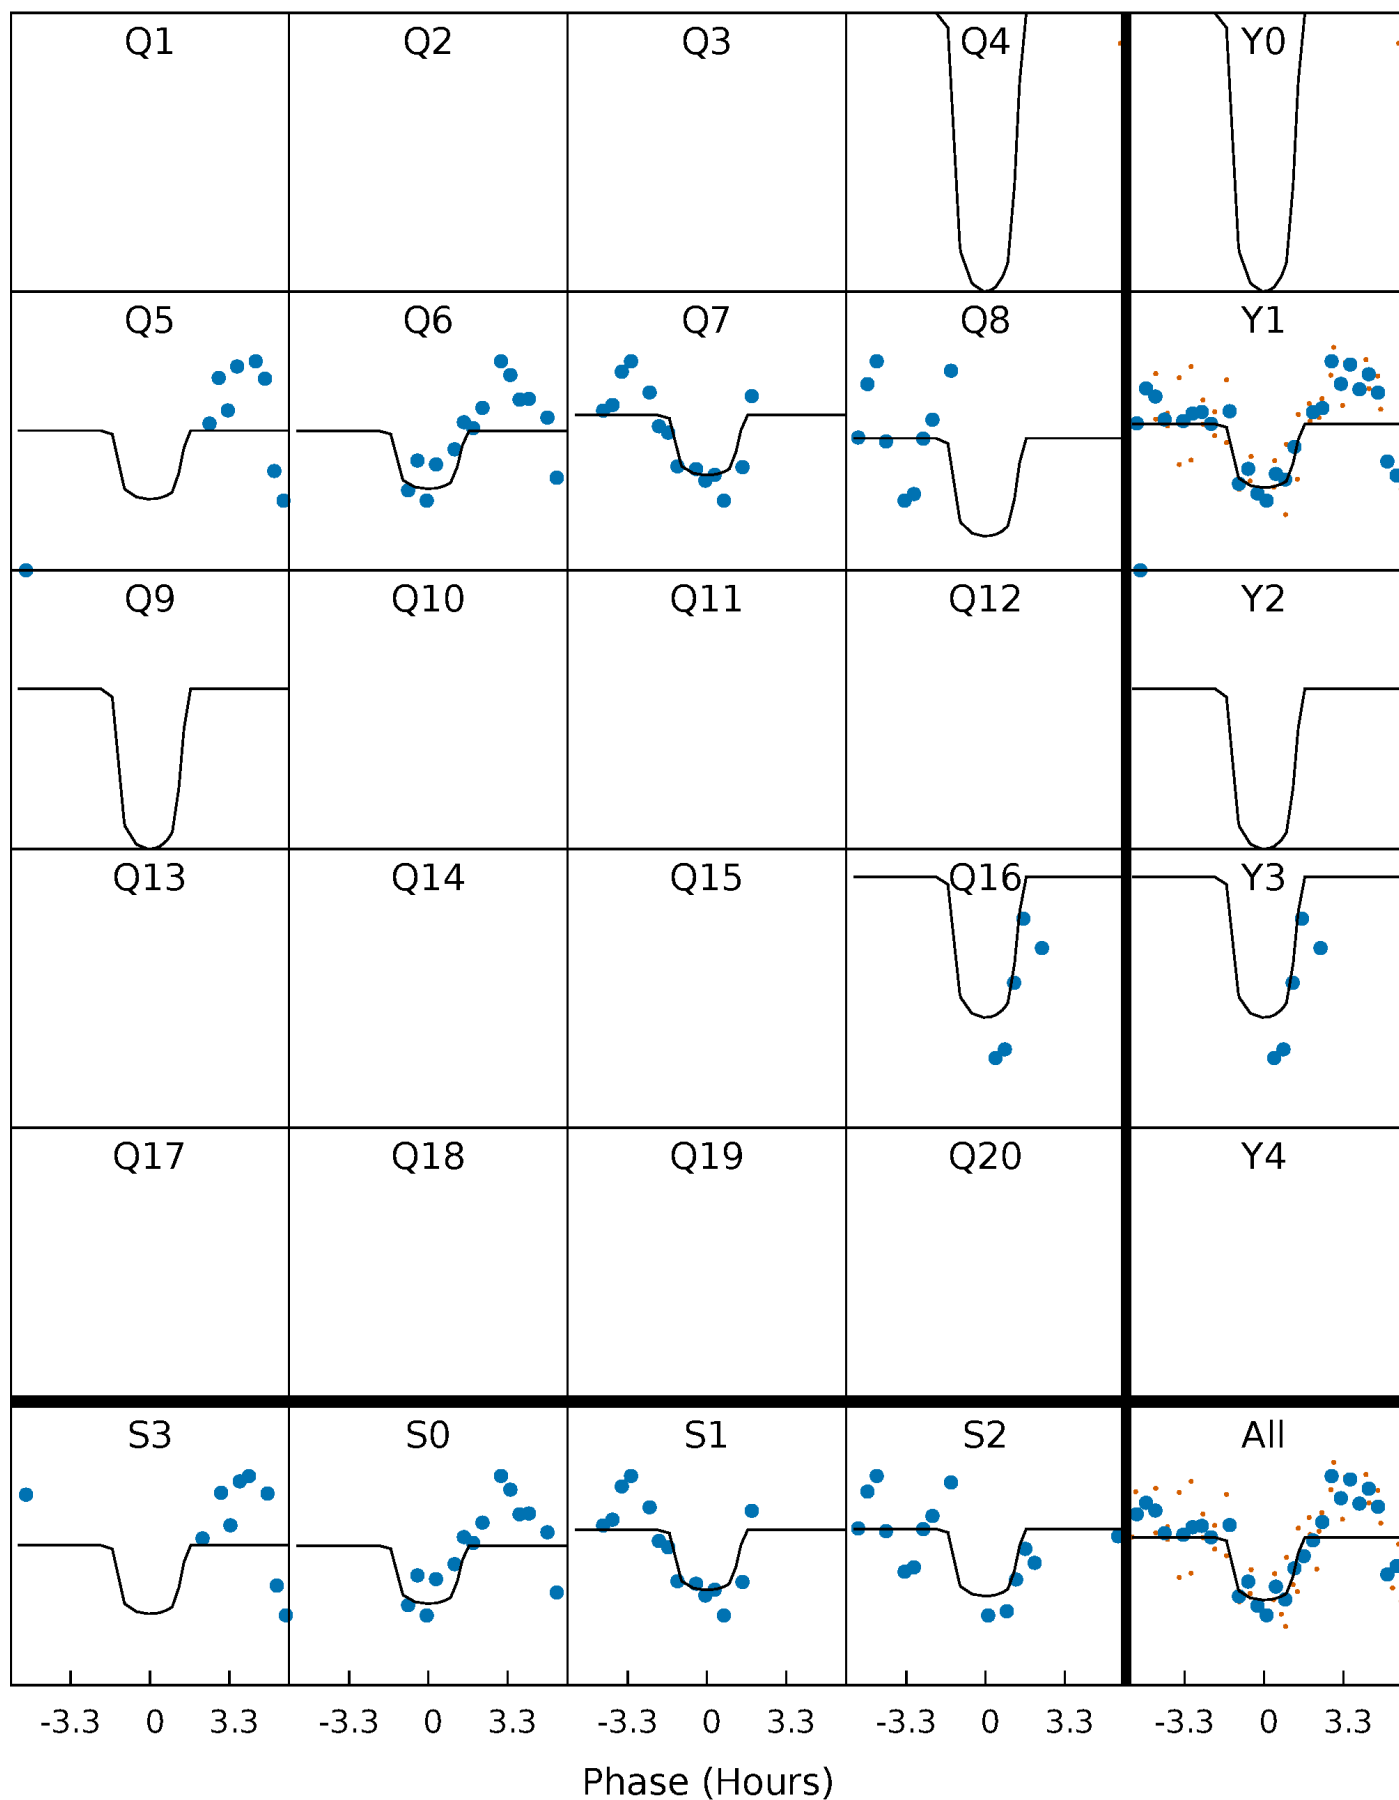 Q1 Q2 Q3 Q4 Y0
Q5 Q6 Q7 Q8 Y1
Q9 Q10 Q11 Q12 Y2
Q13 Q14 Q15 Q16 Y3
Q17 Q18 Q19 Q20 Y4
S3 S0 S1 S2 All
-3.3 0 3.3 -3.3 0 3.3 -3.3 0 3.3 -3.3 0 3.3 -3.3 0 3.3
Phase (Hours)